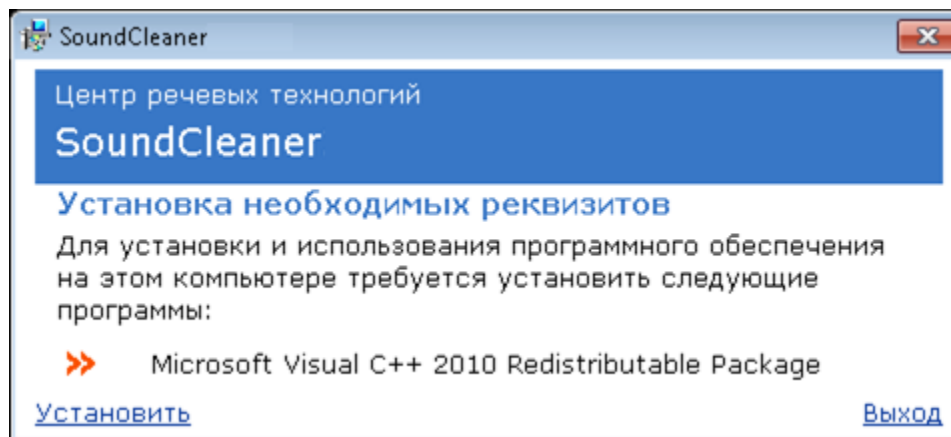 SoundCleaner
Центр речевых технологий
SoundCleaner
Установка необходимых реквизитов
Для установки и использования программного обеспечения
на этом компьютере требуется установить следующие
программы:
Microsoft Visual C++ 2010 Redistributable Package
Установить Выход